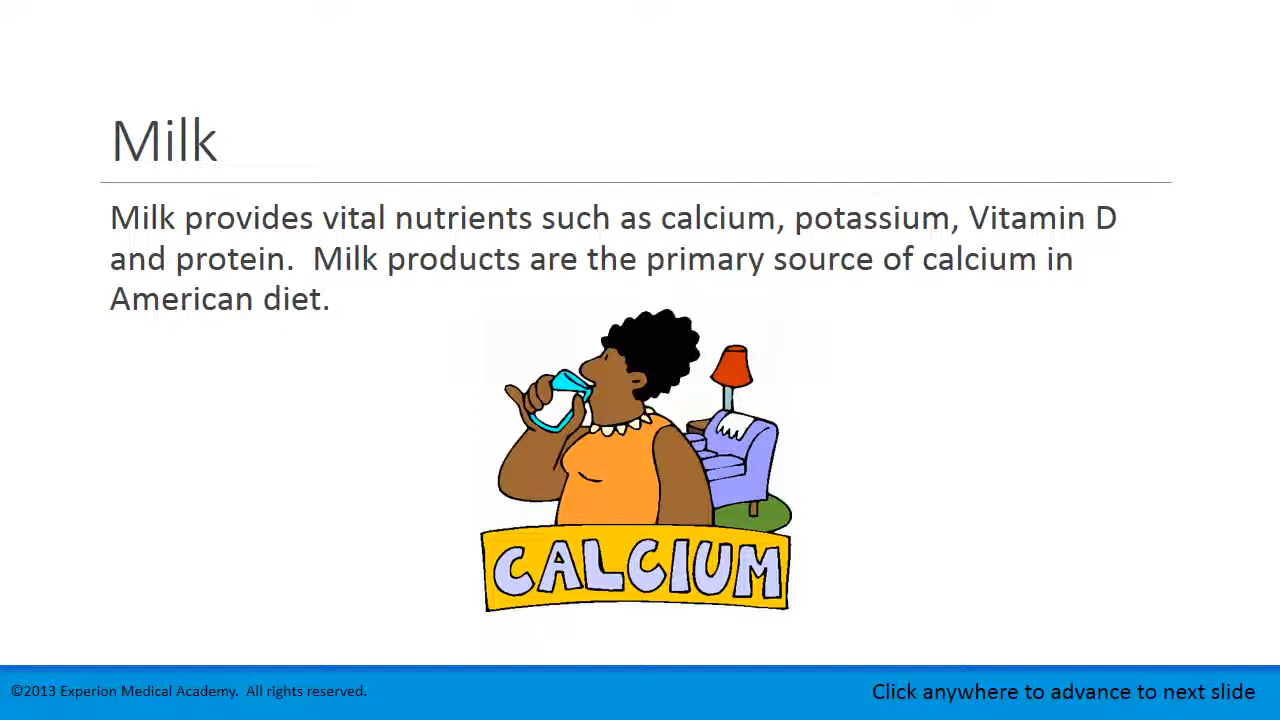 Milk
Milk provides vital nutrients such as calcium, potassium, Vitamin D
and protein.  Milk products are the primary source of calcium in
American diet.
CALCIUM
©2013 Experion Medical Academy.  All rights reserved.
Click anywhere to advance to next slide